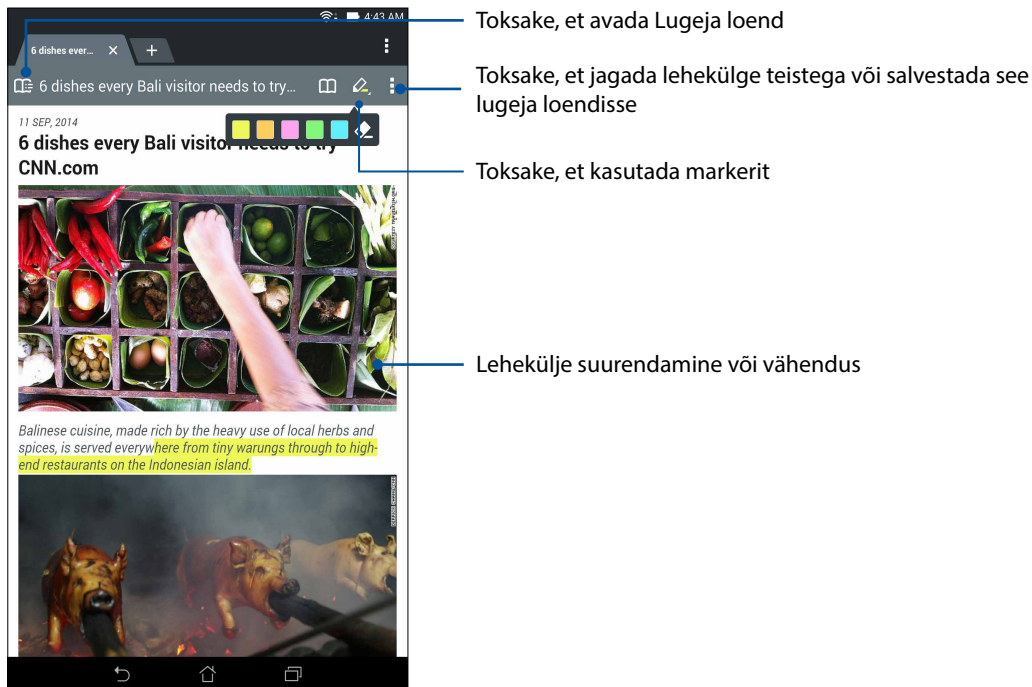 4:43 AM
6 dishes ever...
6 dishes every Bali visitor needs to try...
11 SEP, 2014
6 dishes every Bali visitor needs to try
CNN.com
Balinese cuisine, made rich by the heavy use of local herbs and
spices, is served everywhere from tiny warungs through to high-
end restaurants on the Indonesian island.
Toksake, et avada Lugeja loend
Toksake, et jagada lehekülge teistega või salvestada see
lugeja loendisse
Toksake, et kasutada markerit
Lehekülje suurendamine või vähendus